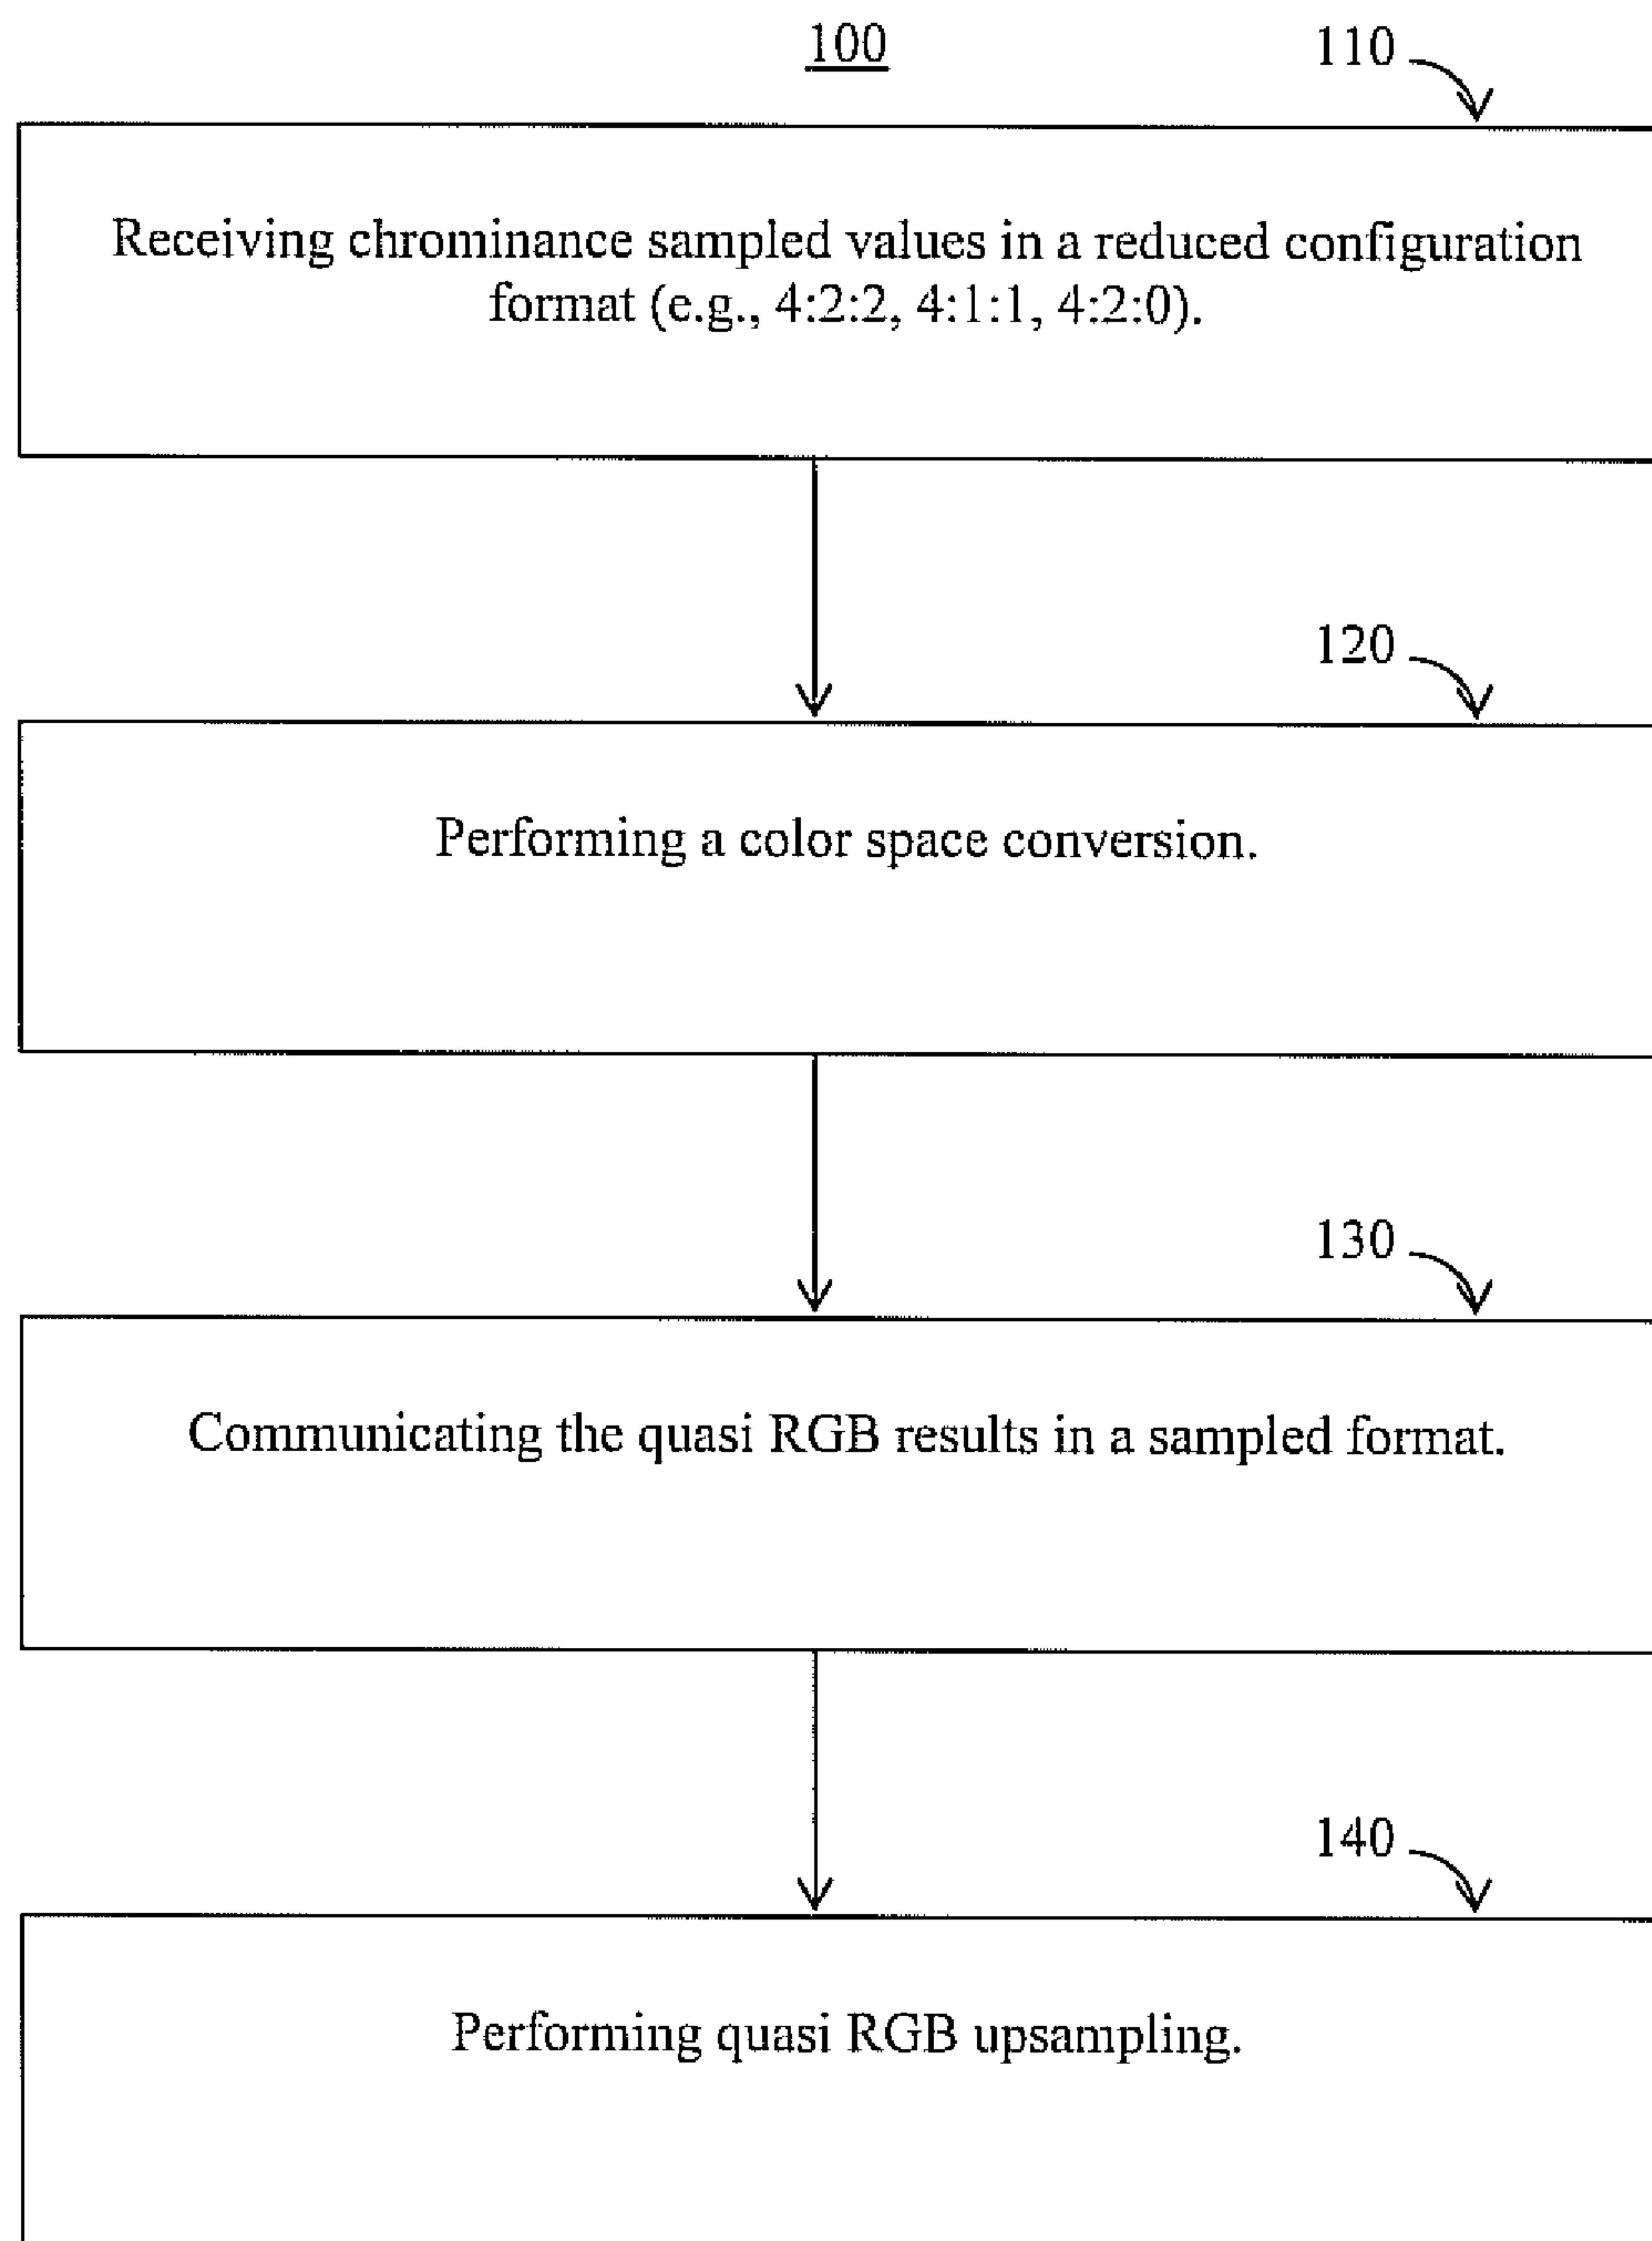 100
110
Receiving chrominance sampled values in a reduced configuration
format (e.g., 4:2:2, 4:1:1, 4:2:0).
120
Performing a color space conversion.
130
Communicating the quasi RGB results in a sampled format.
140
Performing quasi RGB upsampling.